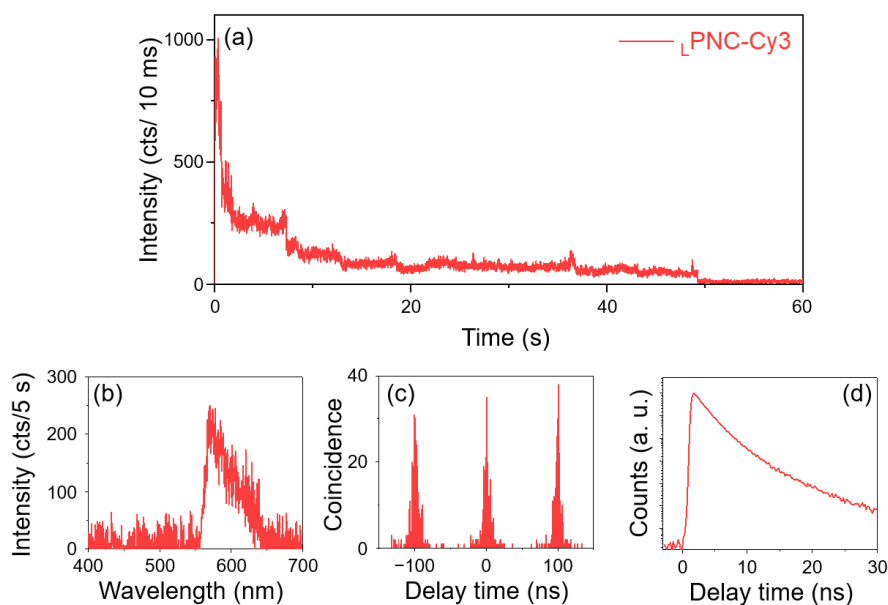 (a)
LPNC-Cy3
Intensity (cts/ 10 ms)
1000
500
0
0
20
40
60
Time (s)
(b)
Intensity (cts/5 s)
300
200
100
0
400
500
600
700
Wavelength (nm)
(c)
Coincidence
40
20
0
−100
0
100
Delay time (ns)
(d)
Counts (a. u.)
0
10
20
30
Delay time (ns)